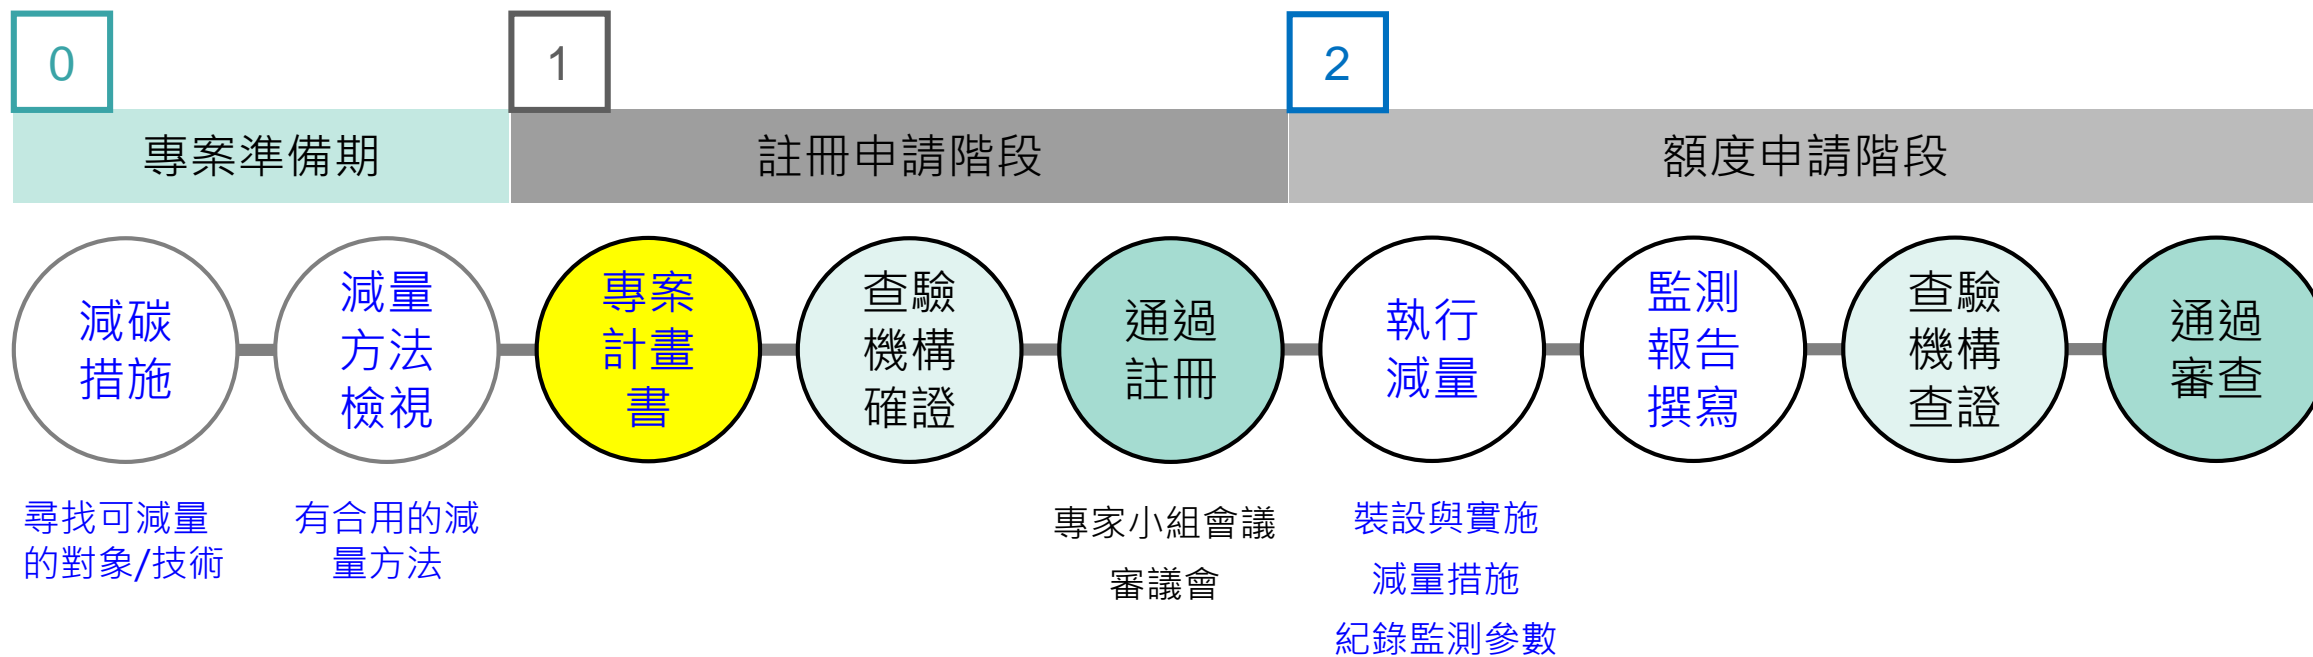 0
1
2
專案準備期
註冊申請階段
額度申請階段
減碳
措施
減量
方法
檢視
專案
計畫
書
查驗
機構
確證
通過
註冊
執行
減量
監測
報告
撰寫
查驗
機構
查證
通過
審查
尋找可減量
的對象/技術
有合用的減
量方法
專家小組會議
審議會
裝設與實施
減量措施
紀錄監測參數